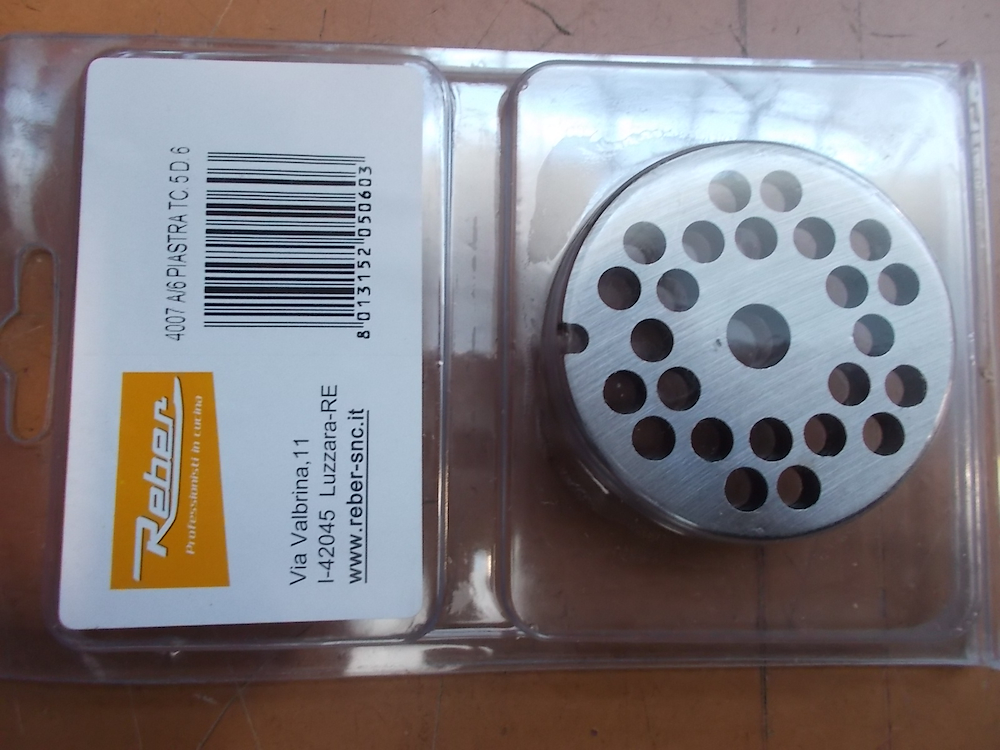 Reber
Professionisti in cucina
4007 A/6 PIASTRA TC. 5 D 6
8 013152 050603
Via Valbrina,11
I-42045 Luzzara-RE
www.reber-snc.it